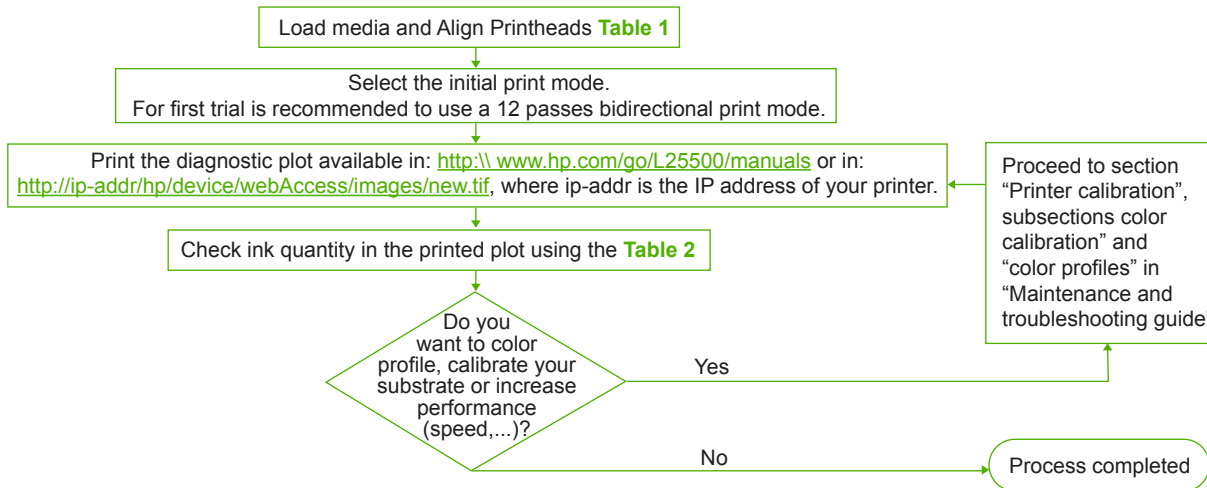 Load media and Align Printheads Table 1
Select the initial print mode.
For first trial is recommended to use a 12 passes bidirectional print mode.
Print the diagnostic plot available in: http:\\ www.hp.com/go/L25500/manuals or in:
http://ip-addr/hp/device/webAccess/images/new.tif, where ip-addr is the IP address of your printer.
Proceed to section
“Printer calibration”,
subsections color
calibration” and
“color profiles” in
“Maintenance and
troubleshooting guide”
Check ink quantity in the printed plot using the Table 2
Do you
want to color
profile, calibrate your
substrate or increase
performance
(speed,...)?
Yes
No
Process completed